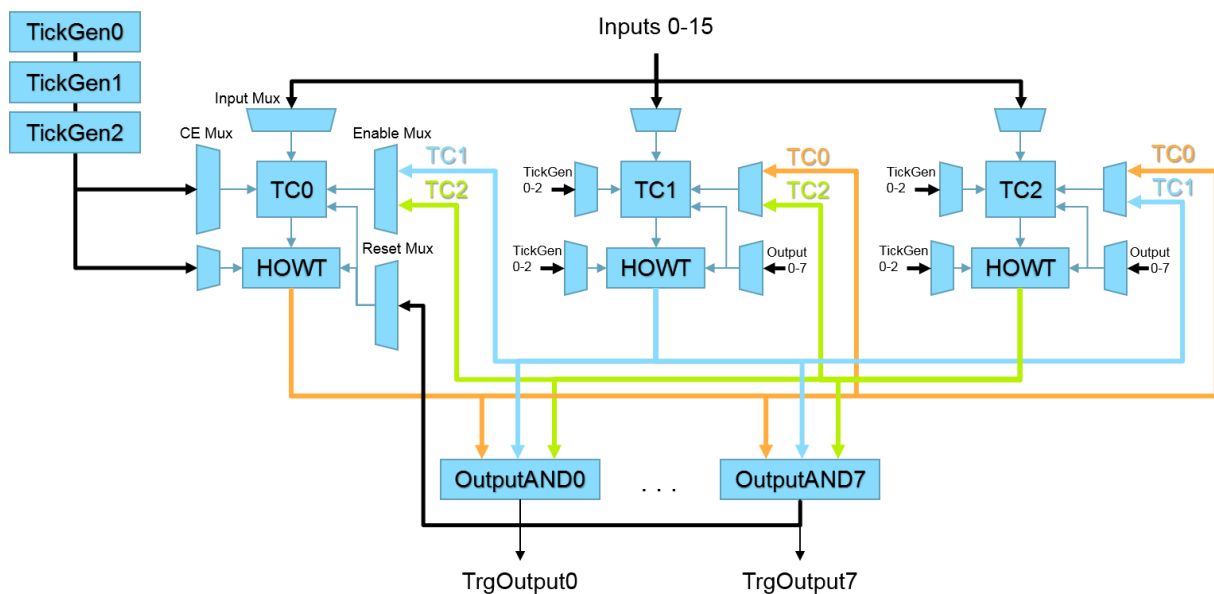 TickGen0
TickGen1
TickGen2
Inputs 0-15
Input Mux
CE Mux
Enable Mux
TC0
TC1
TC2
HOWT
Reset Mux
TickGen
0-2
TC1
TC0
TC2
TickGen
0-2
HOWT
Output
0-7
TickGen
0-2
TC2
TC0
TC1
TickGen
0-2
HOWT
Output
0-7
OutputAND0
. . .
OutputAND7
TrgOutput0
TrgOutput7